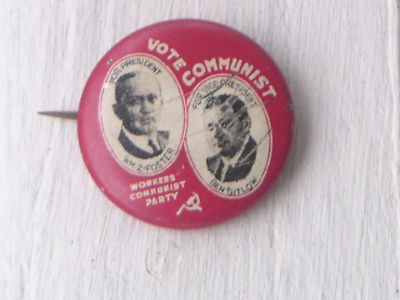 VOTE COMMUNIST
FOR PRESIDENT
WM Z. FOSTER
FOR VICE-PRESIDENT
BEN GITLOW
WORKERS'
COMMUNIST
PARTY